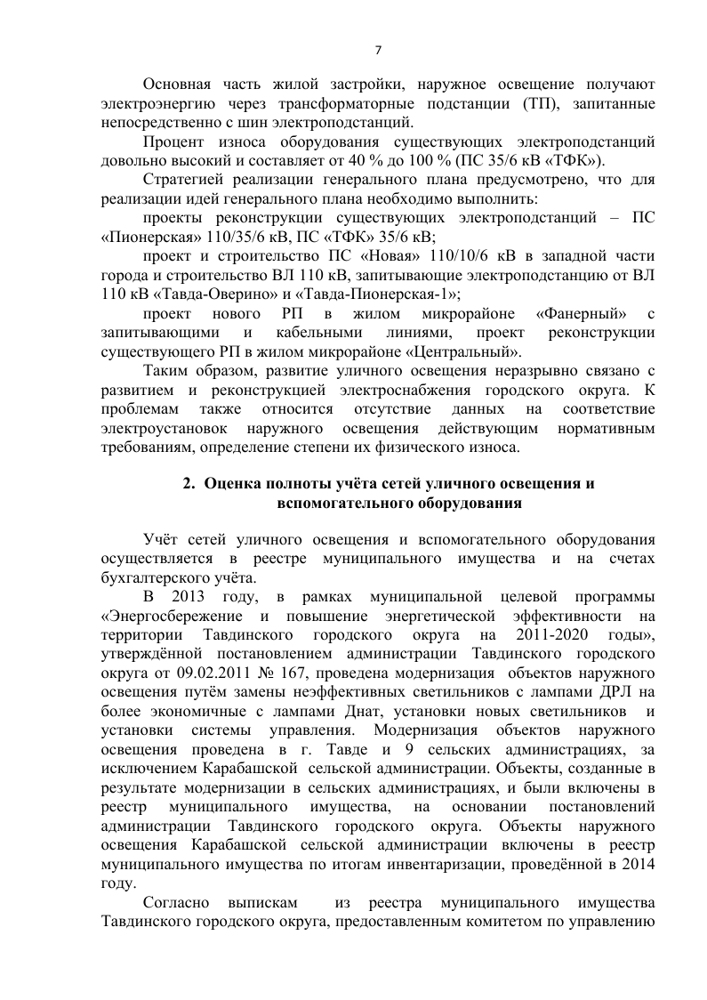 7
Основная часть жилой застройки, наружное освещение получают
электроэнергию через трансформаторные подстанции (ТП), запитанные
непосредственно с шин электроподстанций.
Процент износа оборудования существующих электроподстанций
довольно высокий и составляет от 40 % до 100 % (ПС 35/6 кВ «ТФК»).
Стратегией реализации генерального плана предусмотрено, что для
реализации идей генерального плана необходимо выполнить:
проекты реконструкции существующих электроподстанций – ПС
«Пионерская» 110/35/6 кВ, ПС «ТФК» 35/6 кВ;
проект и строительство ПС «Новая» 110/10/6 кВ в западной части
города и строительство ВЛ 110 кВ, запитывающие электроподстанцию от ВЛ
110 кВ «Тавда-Оверино» и «Тавда-Пионерская-1»;
проект нового РП в жилом микрорайоне «Фанерный» с
запитывающими и кабельными линиями, проект реконструкции
существующего РП в жилом микрорайоне «Центральный».
Таким образом, развитие уличного освещения неразрывно связано с
развитием и реконструкцией электроснабжения городского округа. К
проблемам также относится отсутствие данных на соответствие
электроустановок наружного освещения действующим нормативным
требованиям, определение степени их физического износа.
2. Оценка полноты учёта сетей уличного освещения и
вспомогательного оборудования
Учёт сетей уличного освещения и вспомогательного оборудования
осуществляется в реестре муниципального имущества и на счетах
бухгалтерского учёта.
В 2013 году, в рамках муниципальной целевой программы
«Энергосбережение и повышение энергетической эффективности на
территории Тавдинского городского округа на 2011-2020 годы»,
утверждённой постановлением администрации Тавдинского городского
округа от 09.02.2011 № 167, проведена модернизация объектов наружного
освещения путём замены неэффективных светильников с лампами ДРЛ на
более экономичные с лампами Днат, установки новых светильников и
установки системы управления. Модернизация объектов наружного
освещения проведена в г. Тавде и 9 сельских администрациях, за
исключением Карабашской сельской администрации. Объекты, созданные в
результате модернизации в сельских администрациях, и были включены в
реестр муниципального имущества, на основании постановлений
администрации Тавдинского городского округа. Объекты наружного
освещения Карабашской сельской администрации включены в реестр
муниципального имущества по итогам инвентаризации, проведённой в 2014
году.
Согласно выпискам из реестра муниципального имущества
Тавдинского городского округа, предоставленным комитетом по управлению